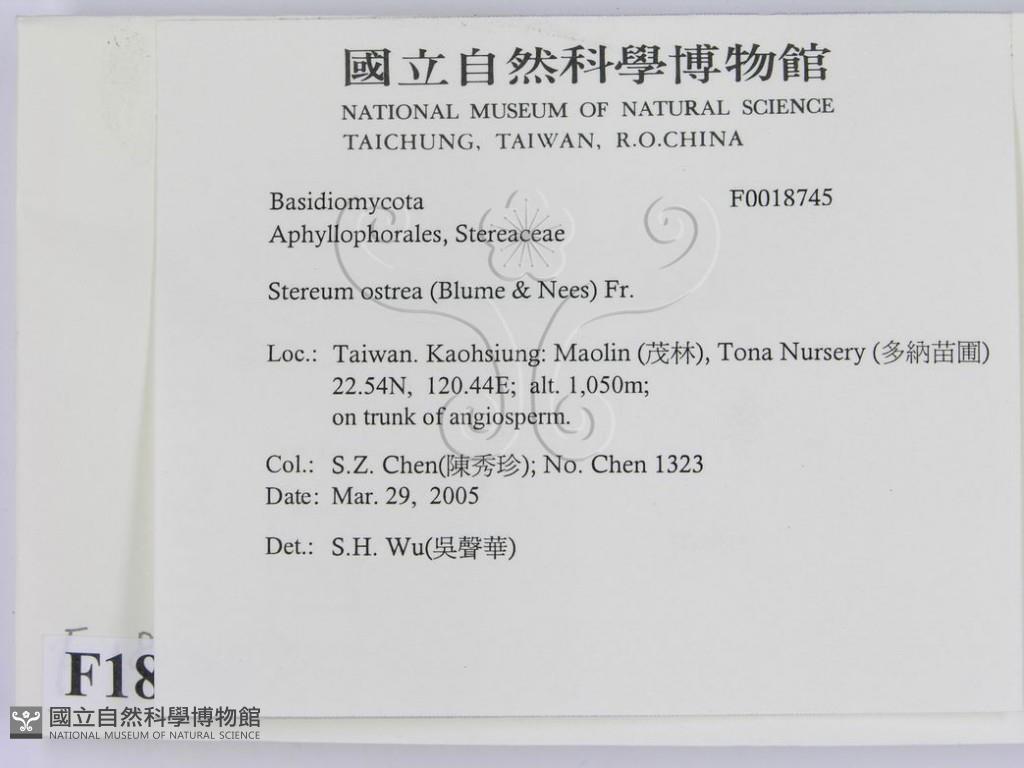 國立自然科學博物館
NATIONAL MUSEUM OF NATURAL SCIENCE
TAICHUNG, TAIWAN, R.O.CHINA
Basidiomycota F0018745
Aphyllophorales, Stereaceae
Stereum ostrea (Blume & Nees) Fr.
Loc.: Taiwan. Kaohsiung: Maolin (茂林), Tona Nursery (多納苗圃)
22.54N, 120.44E; alt. 1,050m;
on trunk of angiosperm.
Col.: S.Z. Chen(陳秀珍); No. Chen 1323
Date: Mar. 29, 2005
Det.: S.H. Wu(吳聲華)
F18
國立自然科學博物館
NATIONAL MUSEUM OF NATURAL SCIENCE